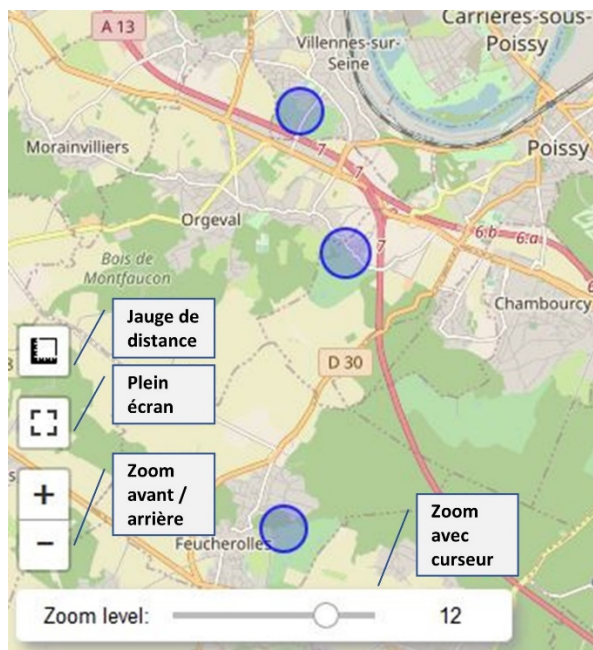 Carrières-sous-
Poissy
A 13
Villennes-sur-
Seine
Morainvilliers
7
7
Poissy
Orgeval
7
6.b
6.a
Bois de
Montfaucon
Chambourcy
Jauge de
distance
D 30
Plein
écran
Zoom
avant /
arrière
+
−
Zoom
avec
curseur
Feucherolles
Zoom level:
12